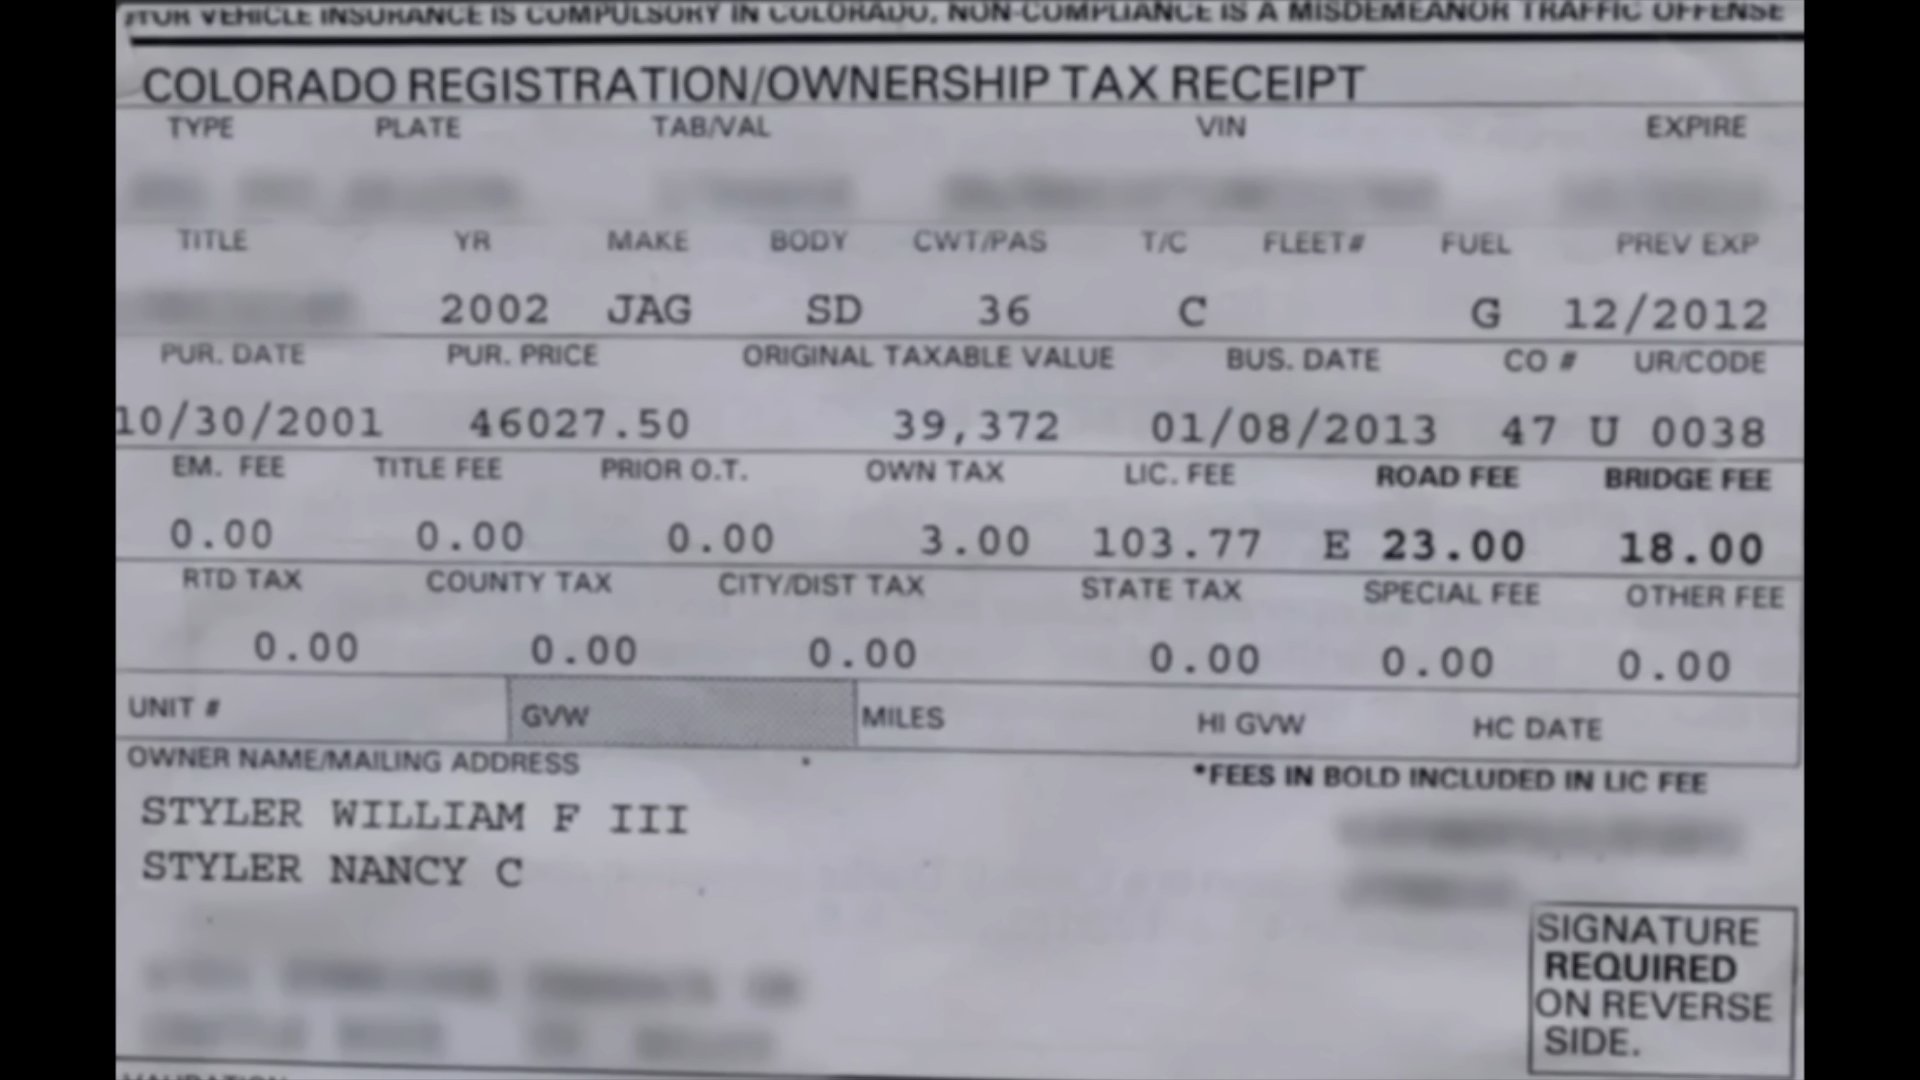 VEHICLE INSURANCE IS COMPULSORY IN COLORADO. NON-COMPLIANCE IS A MISDEMEANOR TRAFFIC OFFENSE
COLORADO REGISTRATION/OWNERSHIP TAX RECEIPT
TYPE PLATE TAB/VAL VIN EXPIRE
TITLE YR MAKE BODY CWT/PAS T/C FLEET# FUEL PREV EXP
2002 JAG SD 36 C G 12/2012
PUR. DATE PUR. PRICE ORIGINAL TAXABLE VALUE BUS. DATE CO # UR/CODE
10/30/2001 46027.50 39,372 01/08/2013 47 U 0038
EM. FEE TITLE FEE PRIOR O.T. OWN TAX LIC. FEE ROAD FEE BRIDGE FEE
0.00 0.00 0.00 3.00 103.77 E 23.00 18.00
RTD TAX COUNTY TAX CITY/DIST TAX STATE TAX SPECIAL FEE OTHER FEE
0.00 0.00 0.00 0.00 0.00 0.00
UNIT # GVW MILES HI GVW HC DATE
OWNER NAME/MAILING ADDRESS
*FEES IN BOLD INCLUDED IN LIC FEE
STYLER WILLIAM F III
STYLER NANCY C
SIGNATURE
REQUIRED
ON REVERSE
SIDE.